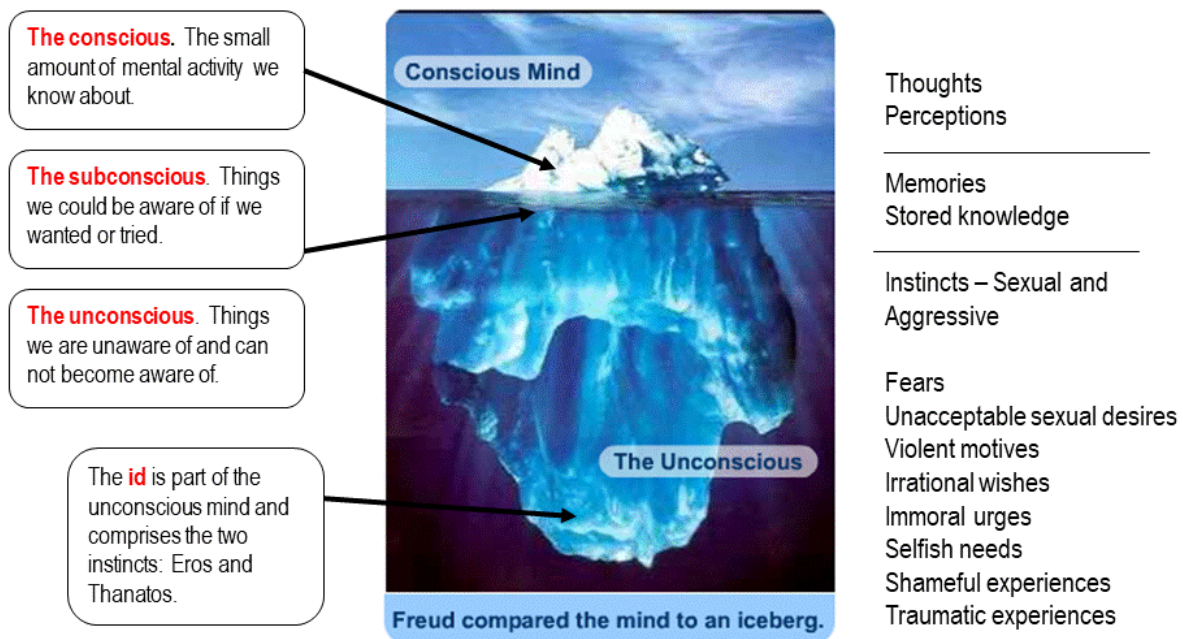 The conscious. The small
amount of mental activity we
know about.
The subconscious. Things
we could be aware of if we
wanted or tried.
The unconscious. Things
we are unaware of and can
not become aware of.
The id is part of the
unconscious mind and
comprises the two
instincts: Eros and
Thanatos.
Conscious Mind
The Unconscious
Freud compared the mind to an iceberg.
Thoughts
Perceptions
Memories
Stored knowledge
Instincts – Sexual and
Aggressive
Fears
Unacceptable sexual desires
Violent motives
Irrational wishes
Immoral urges
Selfish needs
Shameful experiences
Traumatic experiences